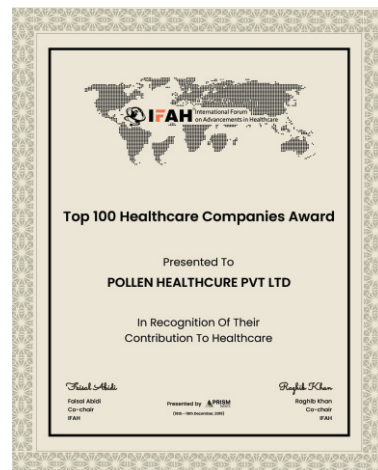 IFAH
International Forum
on Advancements in Healthcare
Top 100 Healthcare Companies Award
Presented To
POLLEN HEALTHCURE PVT LTD
In Recognition Of Their
Contribution To Healthcare
Faisal Abidi
Raghib Khan
Faisal Abidi
Co-chair
IFAH
Presented by PRISM
Raghib Khan
Co-chair
IFAH